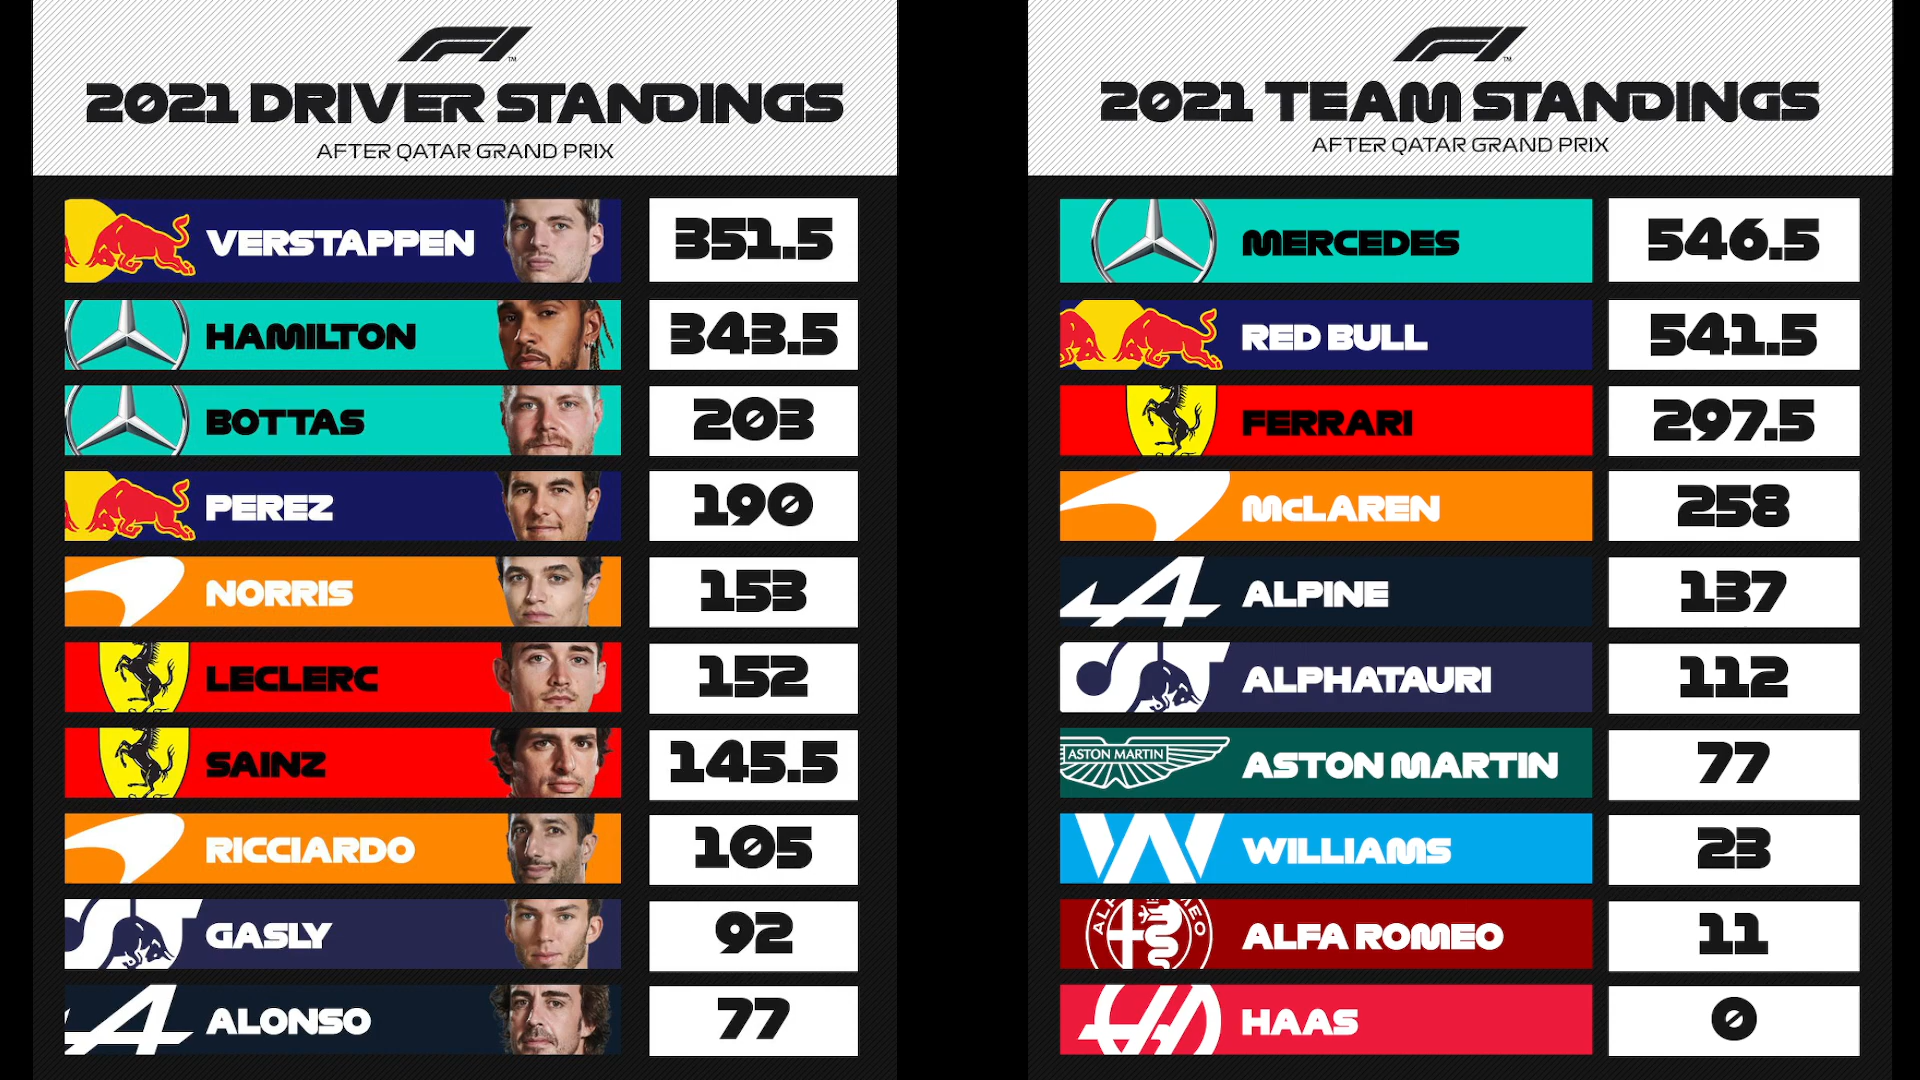 2021 DRIVER STANDINGS
AFTER QATAR GRAND PRIX
VERSTAPPEN 351.5
HAMILTON 343.5
BOTTAS 203
PEREZ 190
NORRIS 153
LECLERC 152
SAINZ 145.5
RICCIARDO 105
GASLY 92
ALONSO 77
2021 TEAM STANDINGS
AFTER QATAR GRAND PRIX
MERCEDES 546.5
RED BULL 541.5
FERRARI 297.5
McLAREN 258
ALPINE 137
ALPHATAURI 112
ASTON MARTIN ASTON MARTIN 77
WILLIAMS 23
ALFA ROMEO 11
HAAS 0